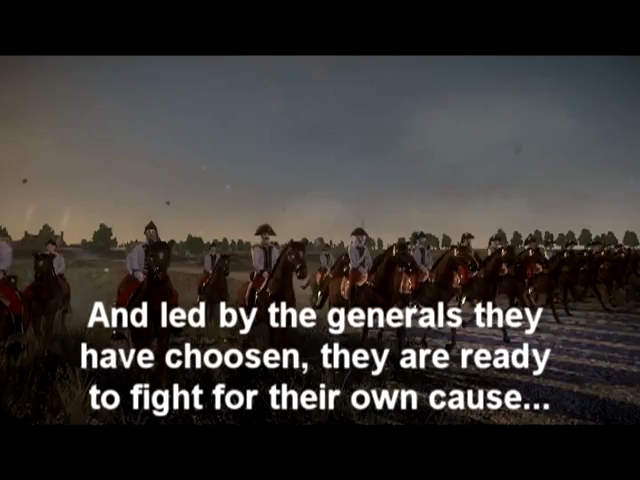 And led by the generals they
have choosen, they are ready
to fight for their own cause...